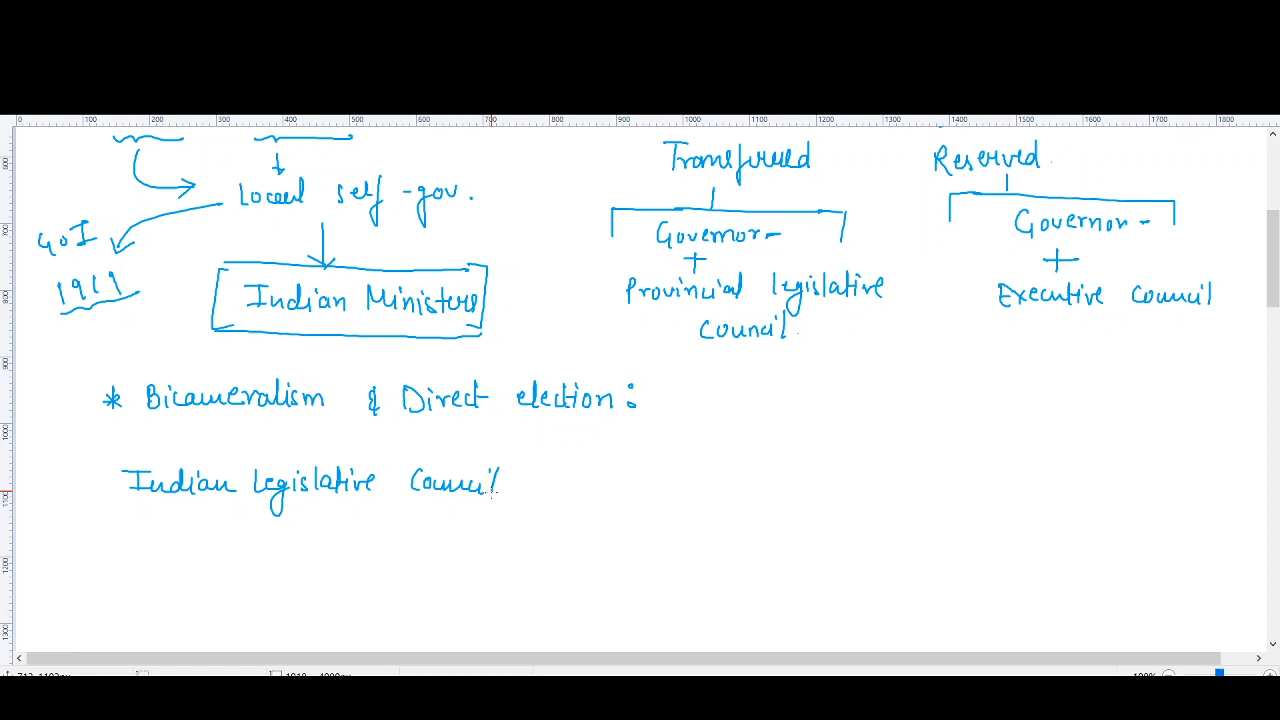 Transferred
Reserved.
Local self-gov.
Governor-
+
Provincial legislative
council.
Governor-
+
Executive Council
GoI
1919
Indian Ministers
* Bicameralism & Direct election:
Indian legislative Council